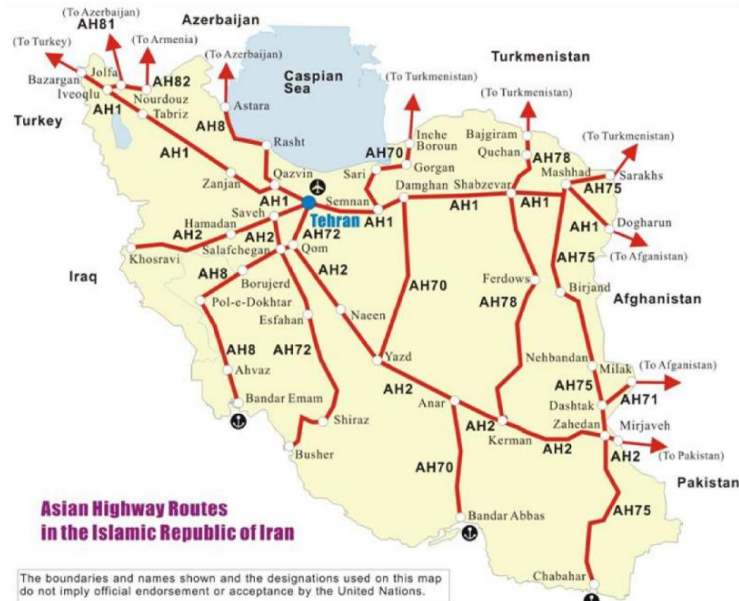 (To Azerbaijan)
AH81
Azerbaijan
(To Turkey)
(To Armenia)
(To Azerbaijan)
Turkmenistan
Bazargan
Jolfa
AH82
Caspian
Sea
(To Turkmenistan)
Iveoqlu
Nourdouz
(To Turkmenistan)
Turkey
AH1
Tabriz
AH8
Astara
Inche
Boroun
Bajgiram
(To Turkmenistan)
AH1
Rasht
AH70
Quchan
AH78
Sari
Gorgan
Mashhad
Sarakhs
Zanjan
Qazvin
Semnan
Damghan
Shabzevar
AH75
AH1
Saveh
Tehran
AH1
AH1
AH1
AH1
Dogharun
Hamadan
AH2
AH2
AH72
Khosravi
Salafchegan
Qom
AH75
(To Afganistan)
Iraq
AH8
AH2
AH70
Ferdows
Birjand
Borujerd
Afghanistan
Pol-e-Dokhtar
Esfahan
Naeen
AH78
AH8
AH72
Yazd
Nehbandan
Milak
(To Afganistan)
Ahvaz
AH2
AH75
AH71
Bandar Emam
Anar
Dashtak
Shiraz
AH2
Zahedan
Mirjaveh
Kerman
AH2
AH2
(To Pakistan)
Busher
AH70
Pakistan
Asian Highway Routes
in the Islamic Republic of Iran
Bandar Abbas
AH75
Chabahar
The boundaries and names shown and the designations used on this map
do not imply official endorsement or acceptance by the United Nations.